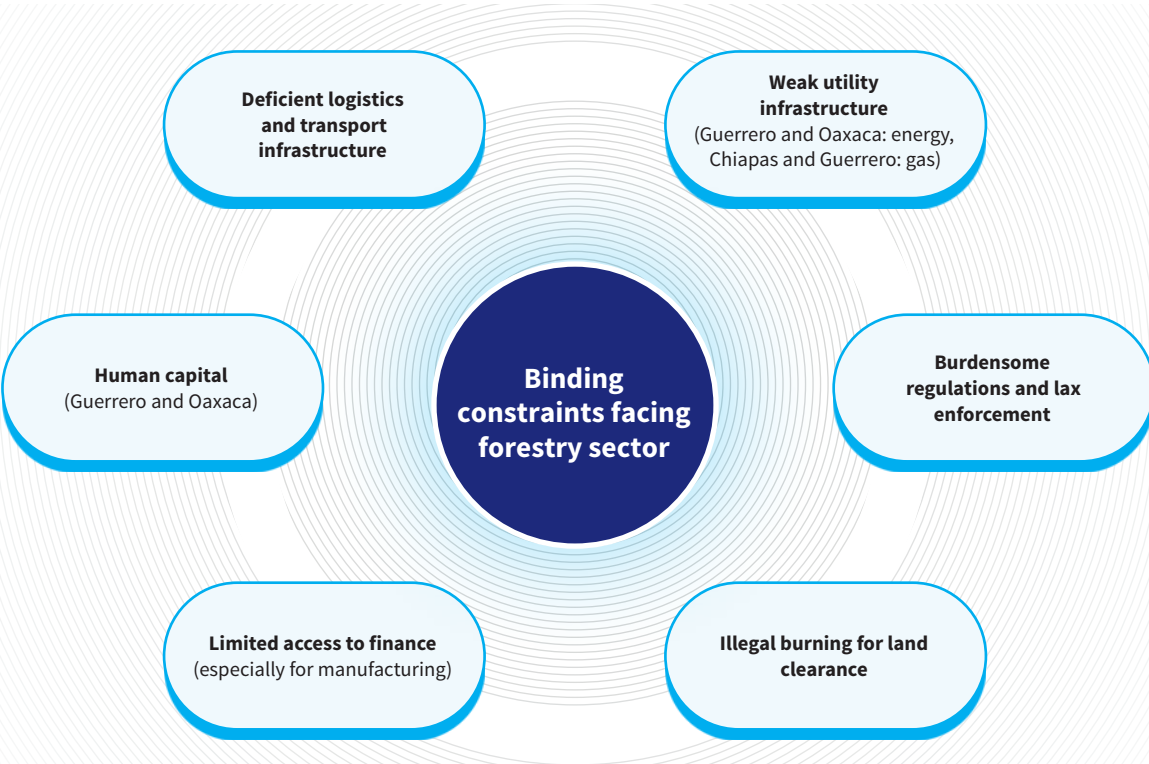 Deficient logistics
and transport
infrastructure
Weak utility
infrastructure
(Guerrero and Oaxaca: energy,
Chiapas and Guerrero: gas)
Human capital
(Guerrero and Oaxaca)
Binding
constraints facing
forestry sector
Burdensome
regulations and lax
enforcement
Limited access to finance
(especially for manufacturing)
Illegal burning for land
clearance